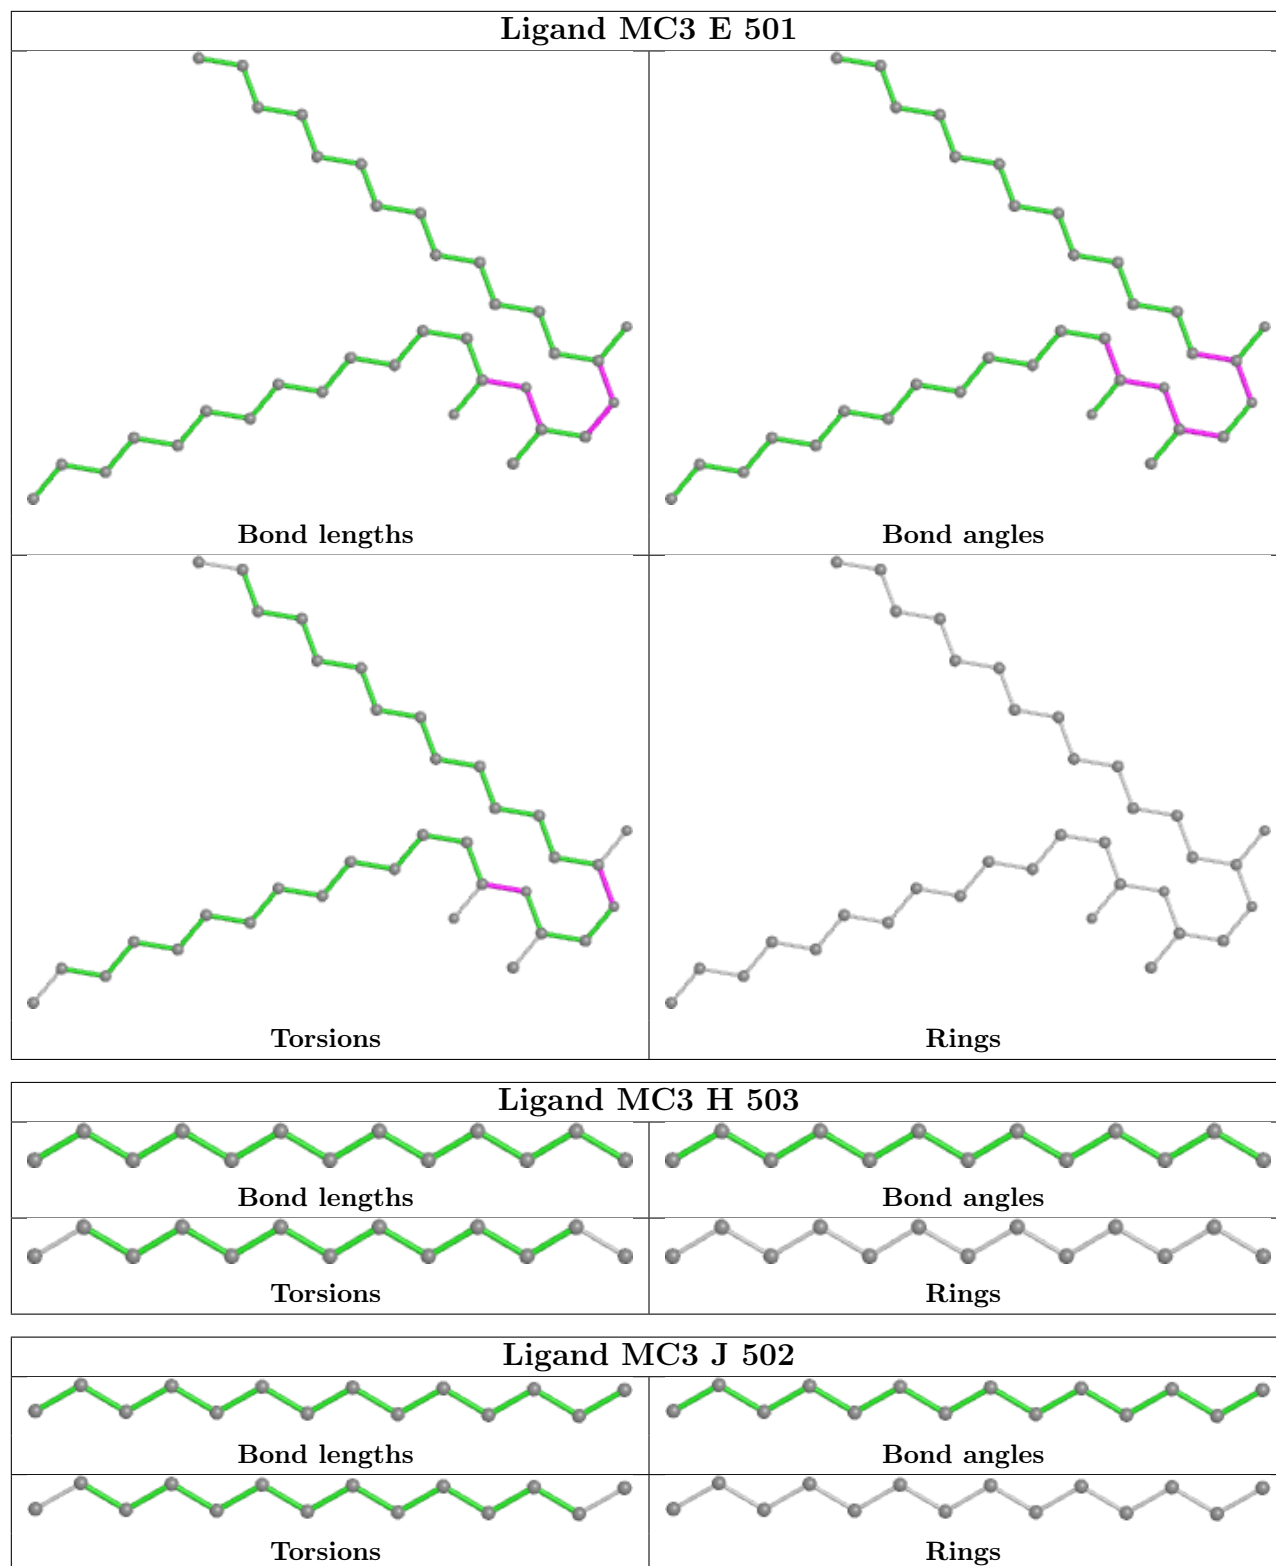 Ligand MC3 E 501
Bond lengths
Bond angles
Torsions
Rings
Ligand MC3 H 503
Bond lengths
Bond angles
Torsions
Rings
Ligand MC3 J 502
Bond lengths
Bond angles
Torsions
Rings